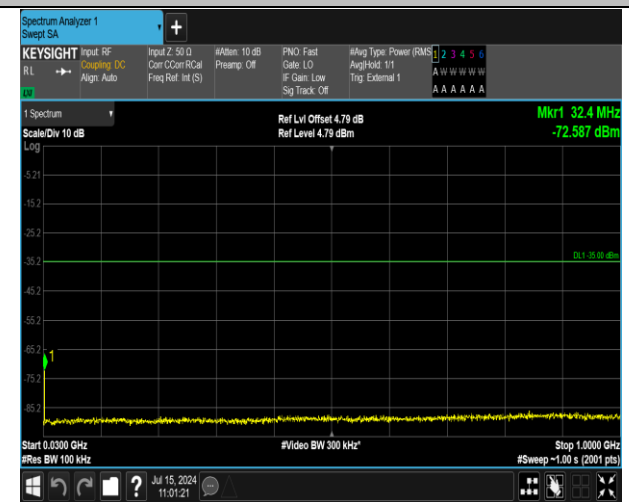 Spectrum Analyzer 1
Swept SA
+
KEYSIGHT Input: RF Input Z: 50 Ω #Atten: 10 dB PNO: Fast #Avg Type: Power (RMS 1 2 3 4 5 6
RL Coupling: DC Corr CCorr RCal Preamp: Off Gate: LO Avg|Hold: 1/1 A W W W W W
Align: Auto Freq Ref: Int (S) IF Gain: Low Trig: External 1
Sig Track: Off A A A A A A
1 Spectrum
Scale/Div 10 dB
Ref Lvl Offset 4.79 dB
Ref Level 4.79 dBm
Mkr1 32.4 MHz
-72.587 dBm
Log
-5.21
-15.2
-25.2
DL1 -35.00 dBm
-35.2
-45.2
-55.2
-65.2
1
-75.2
-85.2
Start 0.0300 GHz #Video BW 300 kHz* Stop 1.0000 GHz
#Res BW 100 kHz #Sweep ~1.00 s (2001 pts)
? Jul 15, 2024
11:01:21